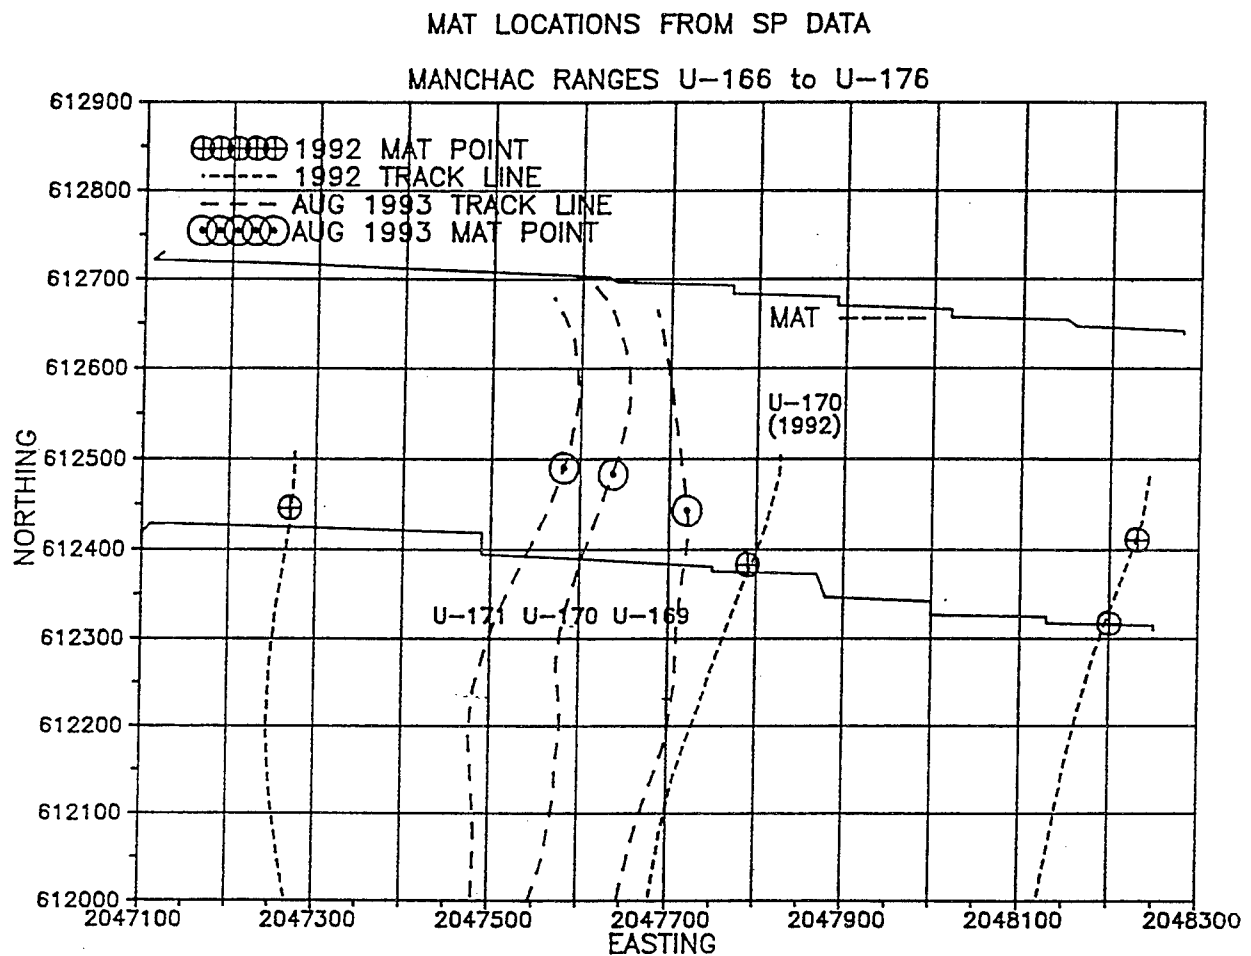 MAT LOCATIONS FROM SP DATA
MANCHAC RANGES U-166 to U-176
612900
1992 MAT POINT
1992 TRACK LINE
612800
AUG 1993 TRACK LINE
AUG 1993 MAT POINT
612700
MAT
612600
U-170
(1992)
612500
NORTHING
612400
U-171 U-170 U-169
612300
612200
612100
612000
2047100 2047300 2047500 2047700 2047900 2048100 2048300
EASTING